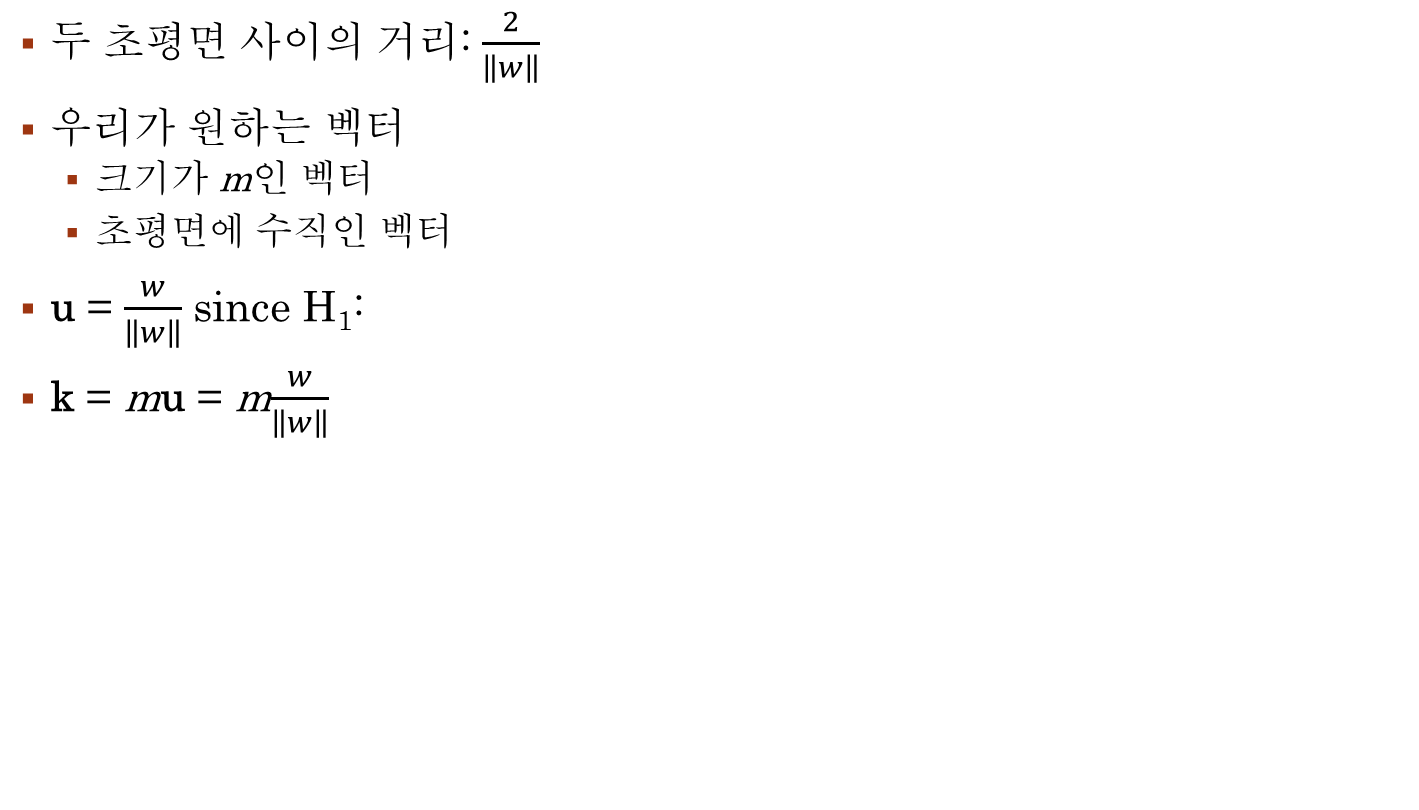 ▪ 두 초평면 사이의 거리: 2/‖w‖
▪ 우리가 원하는 벡터
▪ 크기가 m인 벡터
▪ 초평면에 수직인 벡터
▪ u = w/‖w‖ since H₁:
▪ k = mu = m w/‖w‖